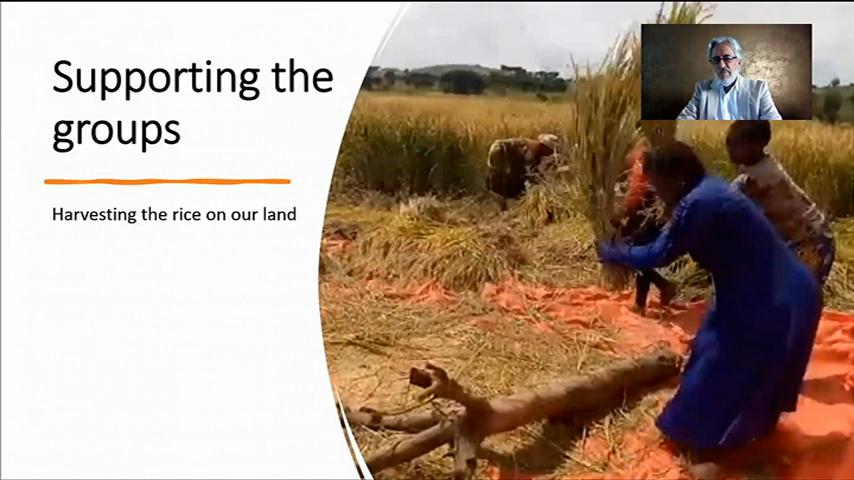 Supporting the
groups
Harvesting the rice on our land